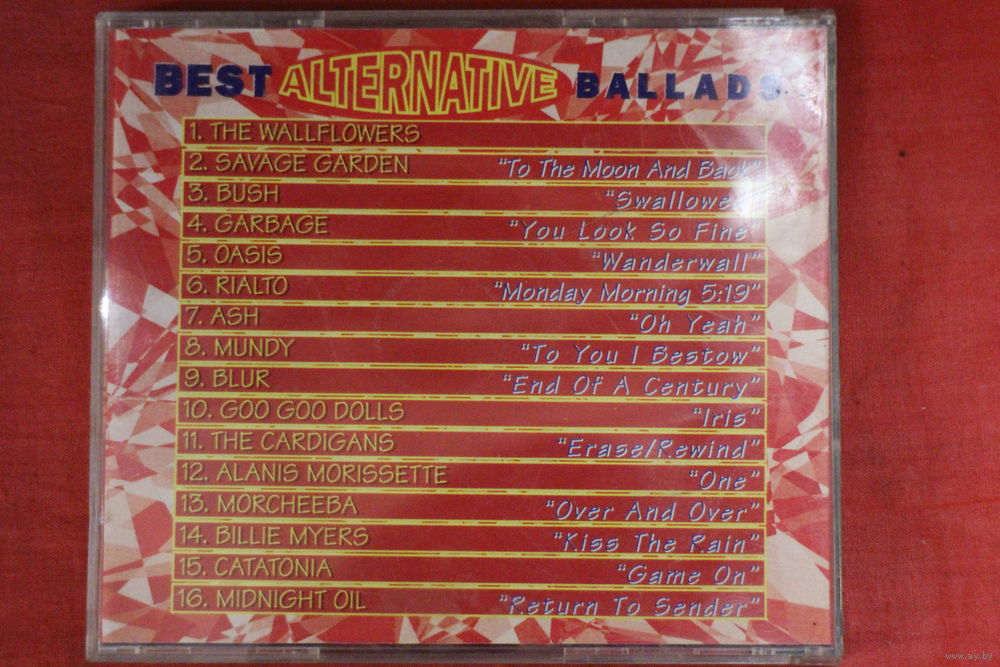 BEST ALTERNATIVE BALLADS
1. THE WALLFLOWERS
2. SAVAGE GARDEN "To The Moon And Back"
3. BUSH "Swallowed"
4. GARBAGE "You Look So Fine"
5. OASIS "Wanderwall"
6. RIALTO "Monday Morning 5:19"
7. ASH "Oh Yeah"
8. MUNDY "To You I Bestow"
9. BLUR "End Of A Century"
10. GOO GOO DOLLS "Iris"
11. THE CARDIGANS "Erase/Rewind"
12. ALANIS MORISSETTE "One"
13. MORCHEEBA "Over And Over"
14. BILLIE MYERS "Kiss The Rain"
15. CATATONIA "Game On"
16. MIDNIGHT OIL "Return To Sender"
www.ay.by